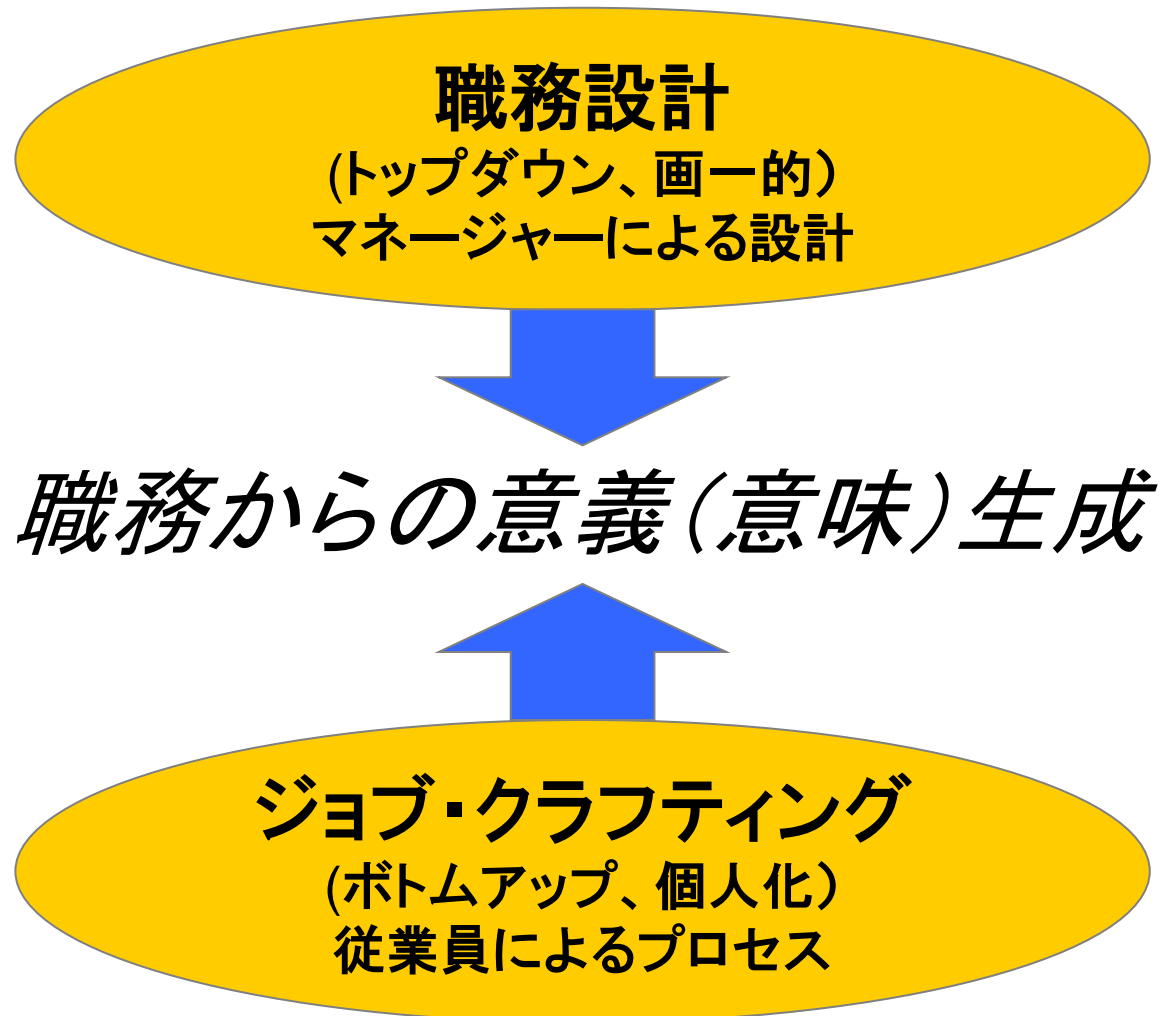 職務設計
(トップダウン、画一的）
マネージャーによる設計
職務からの意義（意味）生成
ジョブ・クラフティング
(ボトムアップ、個人化）
従業員によるプロセス